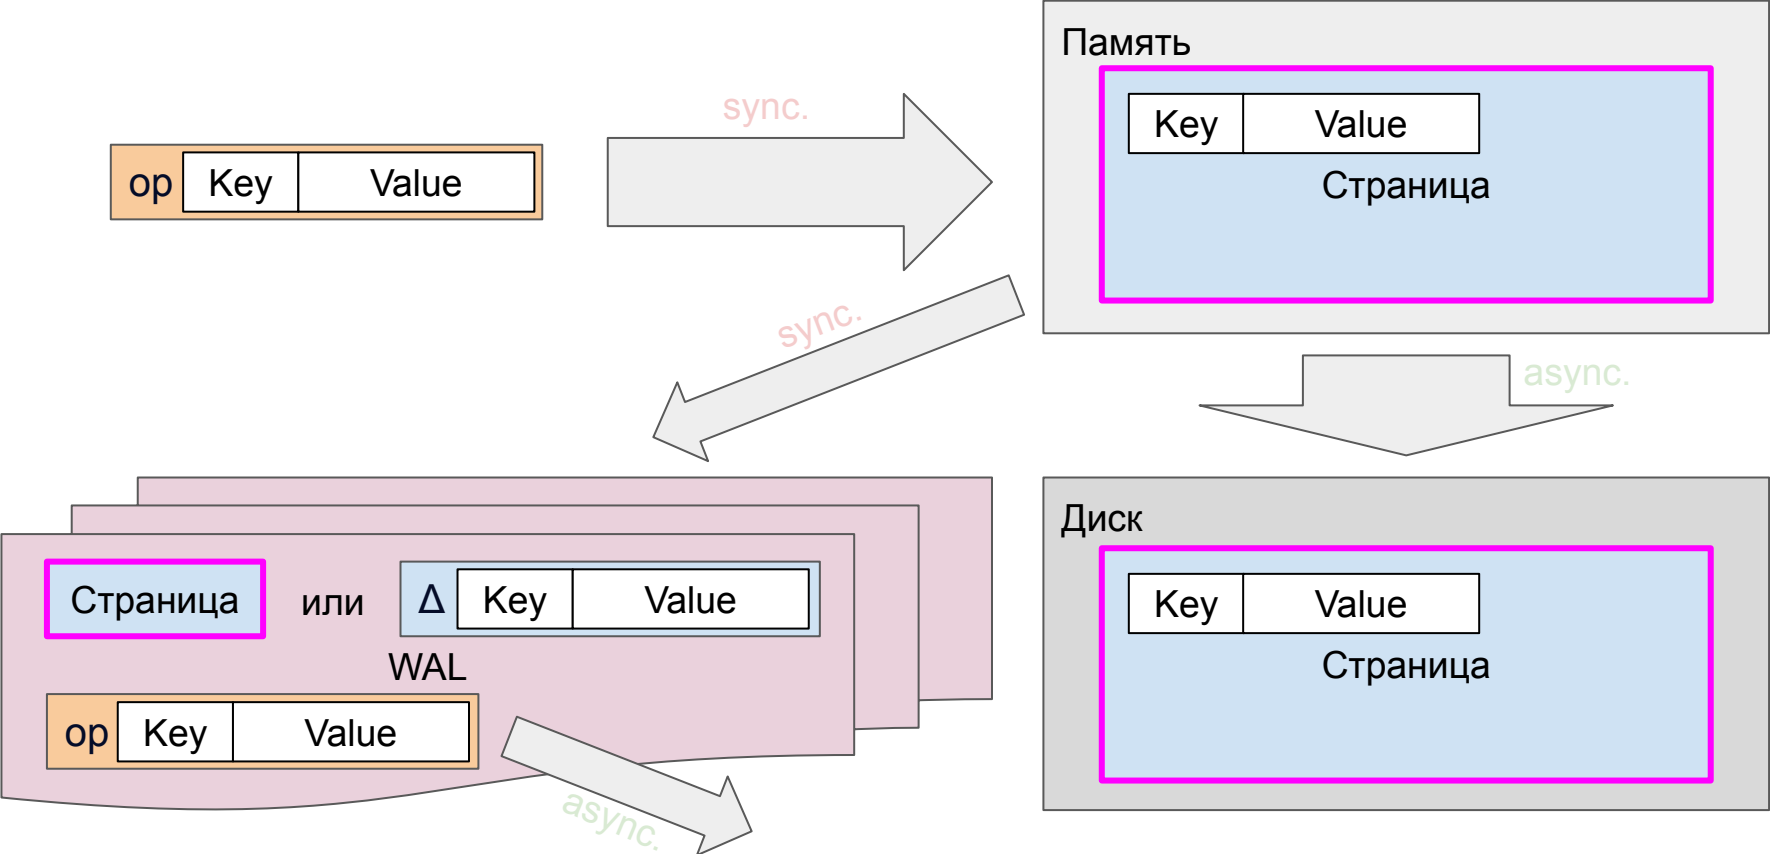 sync.
op Key Value
Память
Key Value
Страница
sync.
async.
Страница или Δ Key Value
WAL
op Key Value
async.
Диск
Key Value
Страница